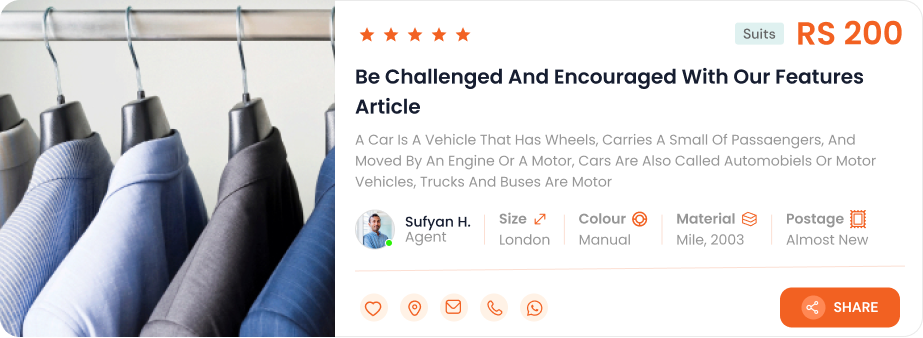 Suits
RS 200
Be Challenged And Encouraged With Our Features
Article
A Car Is A Vehicle That Has Wheels, Carries A Small Of Passaengers, And
Moved By An Engine Or A Motor, Cars Are Also Called Automobiels Or Motor
Vehicles, Trucks And Buses Are Motor
Sufyan H.
Agent
Size
London
Colour
Manual
Material
Mile, 2003
Postage
Almost New
SHARE